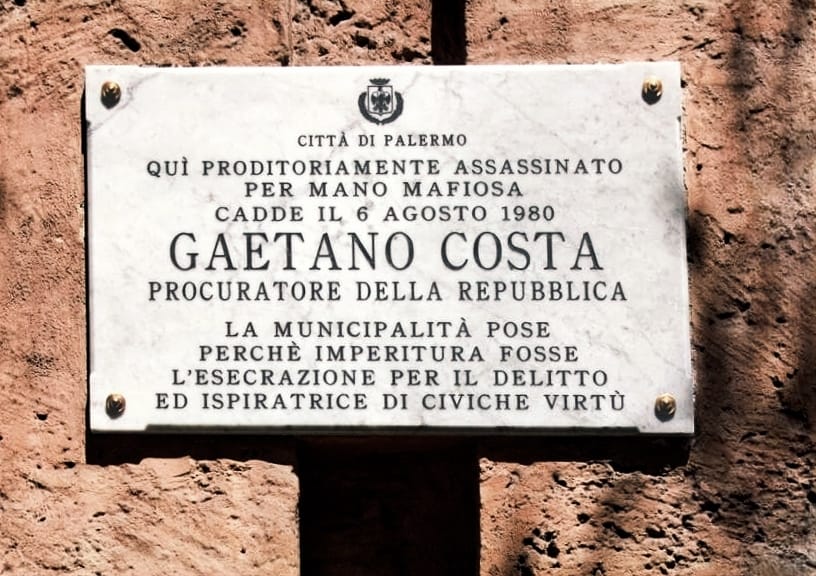 CITTÀ DI PALERMO
QUÌ PRODITORIAMENTE ASSASSINATO
PER MANO MAFIOSA
CADDE IL 6 AGOSTO 1980
GAETANO COSTA
PROCURATORE DELLA REPUBBLICA
LA MUNICIPALITÀ POSE
PERCHÈ IMPERITURA FOSSE
L'ESECRAZIONE PER IL DELITTO
ED ISPIRATRICE DI CIVICHE VIRTÙ